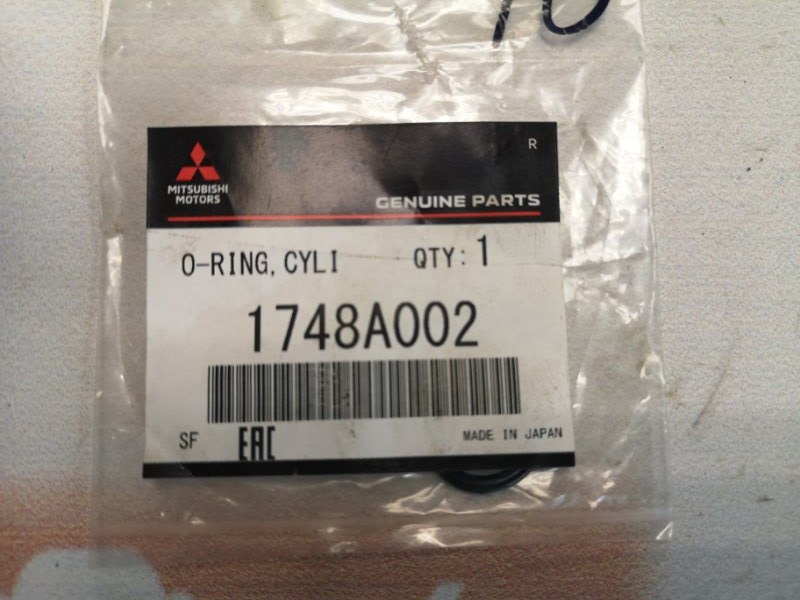 R
MITSUBISHI
MOTORS
GENUINE PARTS
O-RING, CYLI QTY: 1
1748A002
SF EAC MADE IN JAPAN